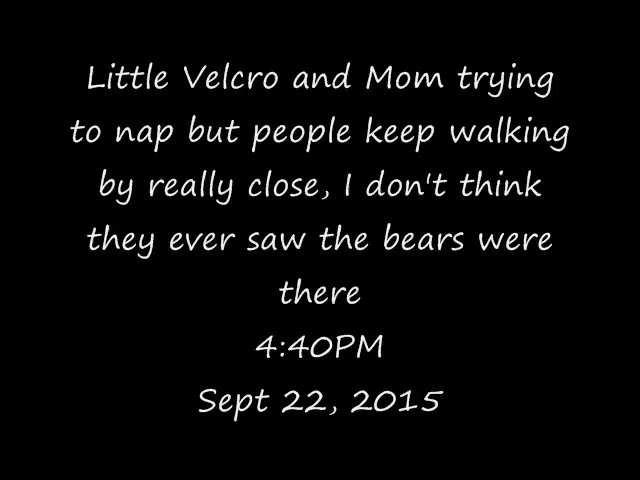 Little Velcro and Mom trying
to nap but people keep walking
by really close, I don't think
they ever saw the bears were
there
4:40PM
Sept 22, 2015